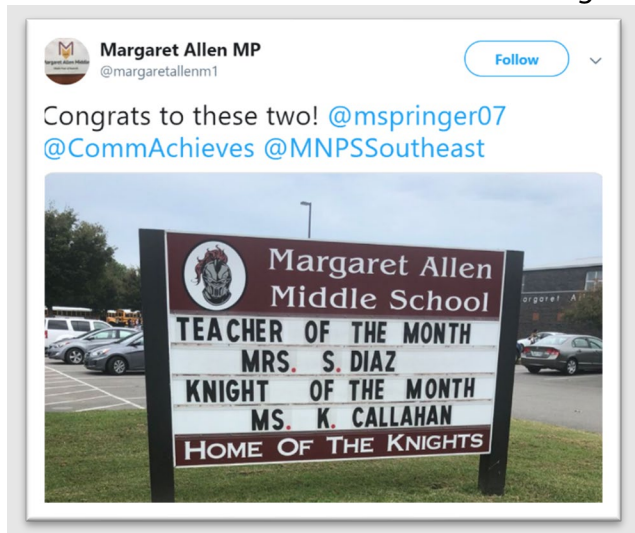 Margaret Allen MP
@margaretallenm1
Follow
Congrats to these two! @mspringer07
@CommAchieves @MNPSSoutheast
Margaret Allen
Middle School
TEACHER OF THE MONTH
MRS. S. DIAZ
KNIGHT OF THE MONTH
MS. K. CALLAHAN
HOME OF THE KNIGHTS